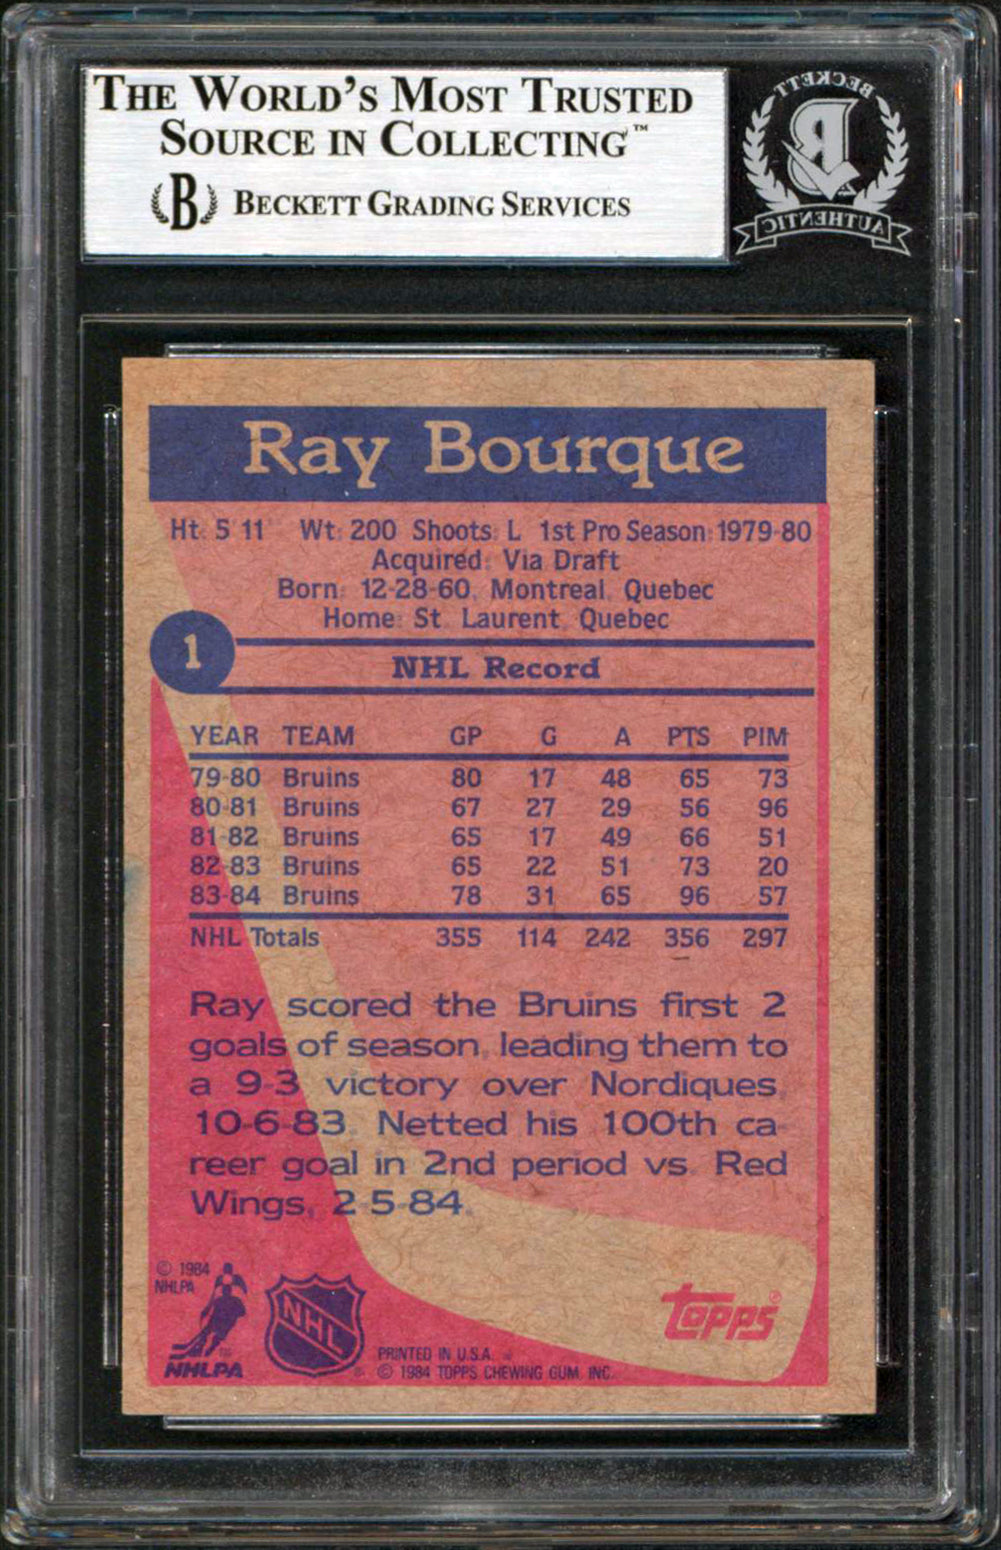 THE WORLD'S MOST TRUSTED
SOURCE IN COLLECTING™
B BECKETT GRADING SERVICES
BECKETT
B
AUTHENTIC
Ray Bourque
Ht: 5'11" Wt: 200 Shoots: L 1st Pro Season: 1979-80
Acquired: Via Draft
Born: 12-28-60, Montreal, Quebec
Home: St. Laurent, Quebec
1
NHL Record
YEAR TEAM GP G A PTS PIM
79-80 Bruins 80 17 48 65 73
80-81 Bruins 67 27 29 56 96
81-82 Bruins 65 17 49 66 51
82-83 Bruins 65 22 51 73 20
83-84 Bruins 78 31 65 96 57
NHL Totals 355 114 242 356 297
Ray scored the Bruins first 2
goals of season, leading them to
a 9-3 victory over Nordiques,
10-6-83. Netted his 100th ca-
reer goal in 2nd period vs. Red
Wings, 2-5-84.
© 1984
NHLPA
NHLPA
NHL
PRINTED IN U.S.A.
© 1984 TOPPS CHEWING GUM, INC.
topps®